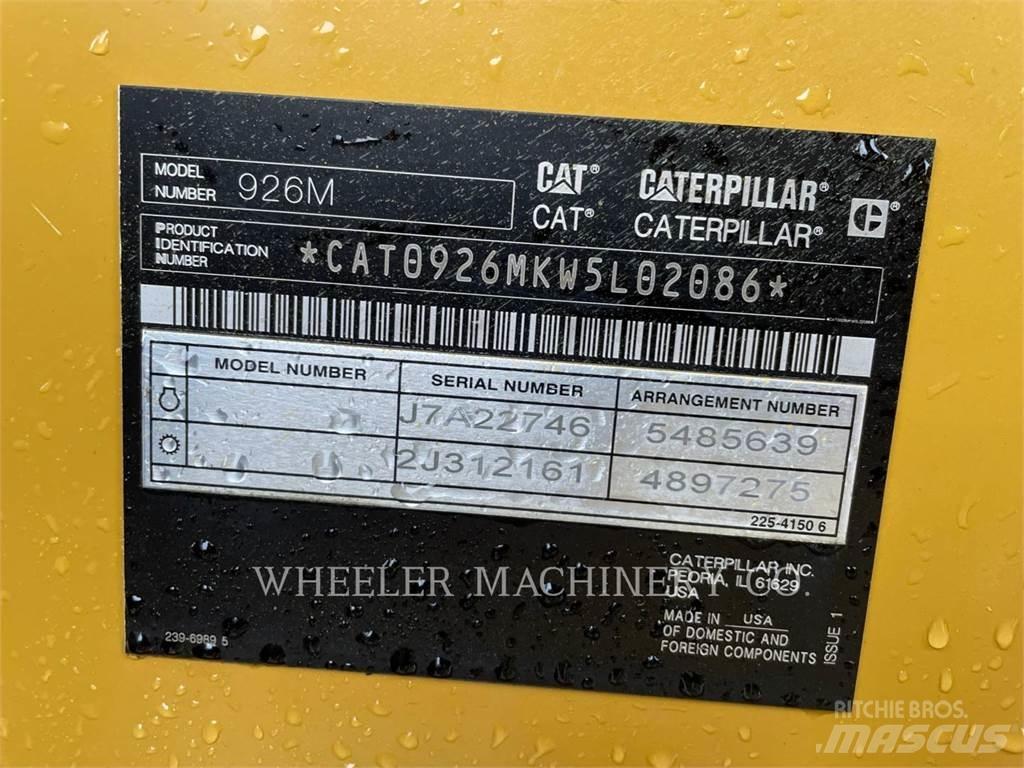 MODEL
NUMBER 926M
CAT® CATERPILLAR®
CAT® CATERPILLAR®
PRODUCT
IDENTIFICATION
NUMBER
*CAT0926MKW5L02086*
MODEL NUMBER SERIAL NUMBER ARRANGEMENT NUMBER
J7A22746 5485639
2J312161 4897275
225-4150 6
CATERPILLAR INC.
PEORIA, IL 61629
USA
MADE IN USA
OF DOMESTIC AND
FOREIGN COMPONENTS
ISSUE 1
239-6989 5
WHEELER MACHINERY CO.
RITCHIE BROS.
MASCUS